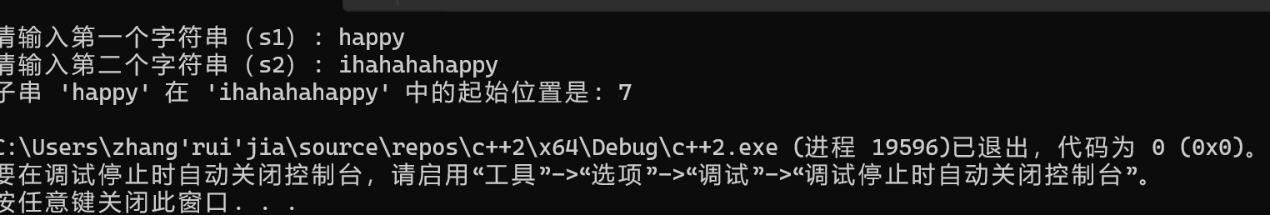 请输入第一个字符串（s1）: happy
请输入第二个字符串（s2）: ihahahahappy
子串 'happy' 在 'ihahahahappy' 中的起始位置是: 7
C:\Users\zhang'rui'jia\source\repos\c++2\x64\Debug\c++2.exe (进程 19596)已退出，代码为 0 (0x0)。
要在调试停止时自动关闭控制台，请启用“工具”->“选项”->“调试”->“调试停止时自动关闭控制台”。
按任意键关闭此窗口. . .